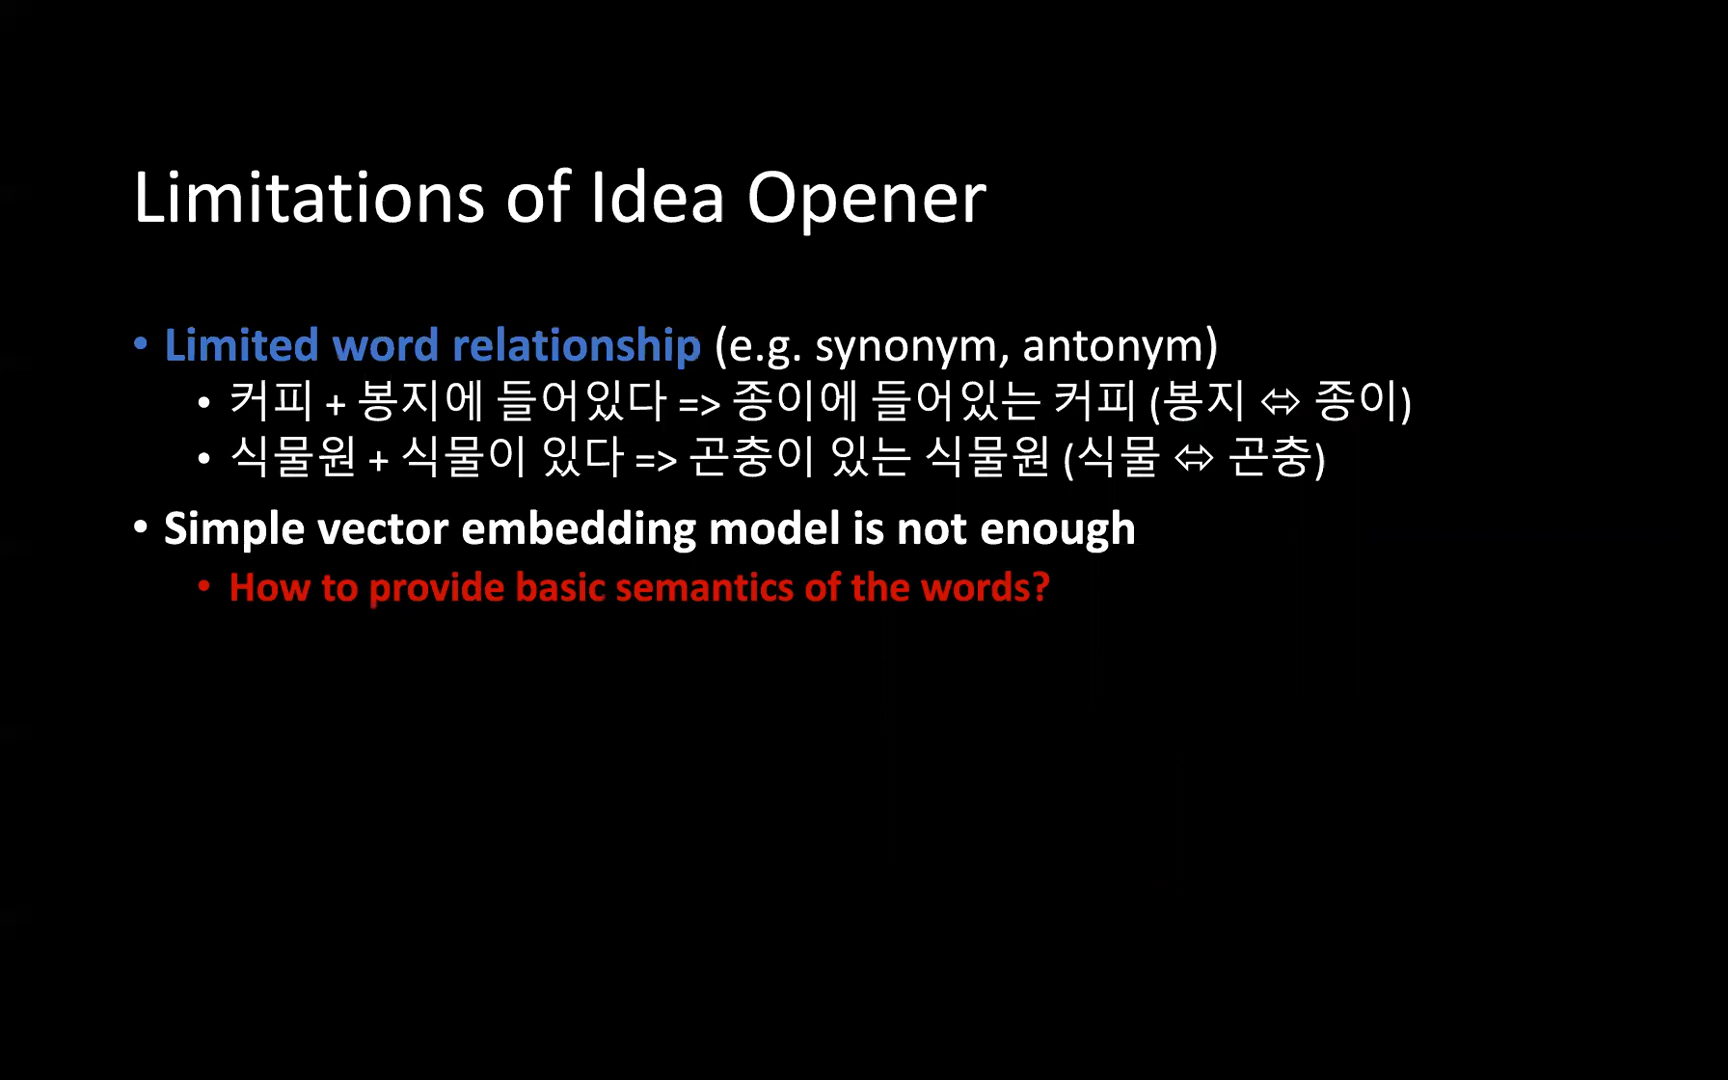 Limitations of Idea Opener
• Limited word relationship (e.g. synonym, antonym)
• 커피 + 봉지에 들어있다 => 종이에 들어있는 커피 (봉지 ⇔ 종이)
• 식물원 + 식물이 있다 => 곤충이 있는 식물원 (식물 ⇔ 곤충)
• Simple vector embedding model is not enough
• How to provide basic semantics of the words?